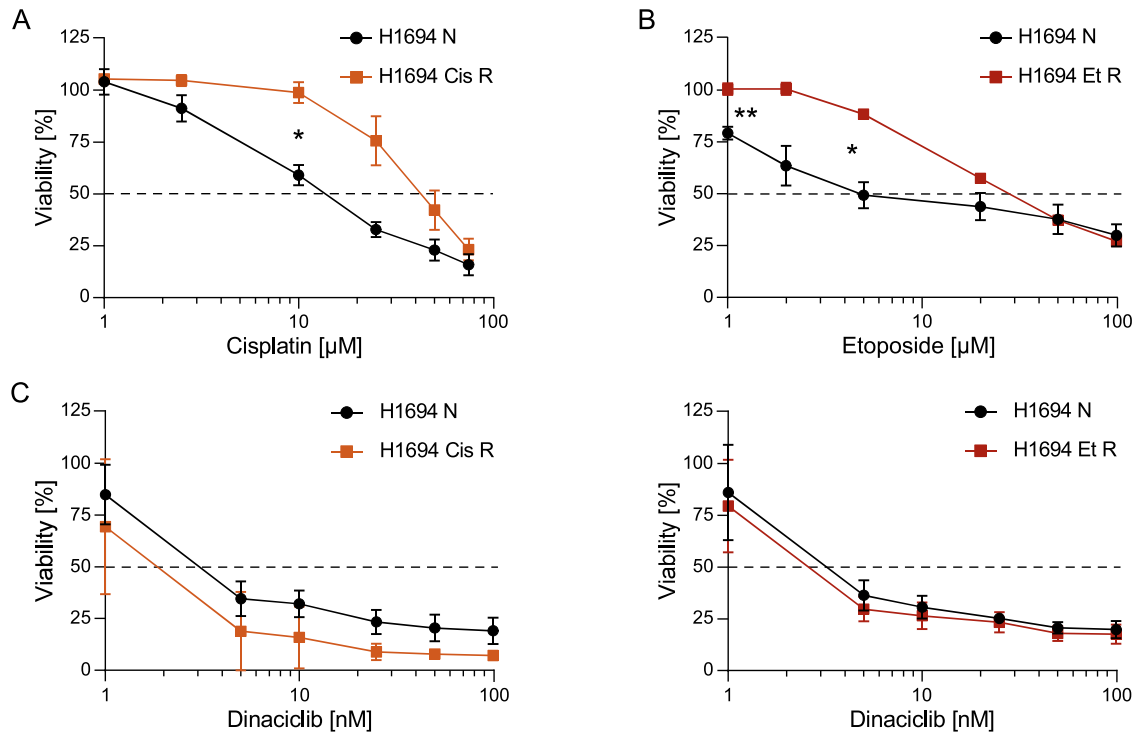 A
H1694 N
H1694 Cis R
Viability [%]
125
100
75
50
25
0
*
1
10
100
Cisplatin [µM]
B
H1694 N
H1694 Et R
Viability [%]
125
100
75
50
25
0
**
*
1
10
100
Etoposide [µM]
C
H1694 N
H1694 Cis R
Viability [%]
125
100
75
50
25
0
1
10
100
Dinaciclib [nM]
H1694 N
H1694 Et R
Viability [%]
125
100
75
50
25
0
1
10
100
Dinaciclib [nM]